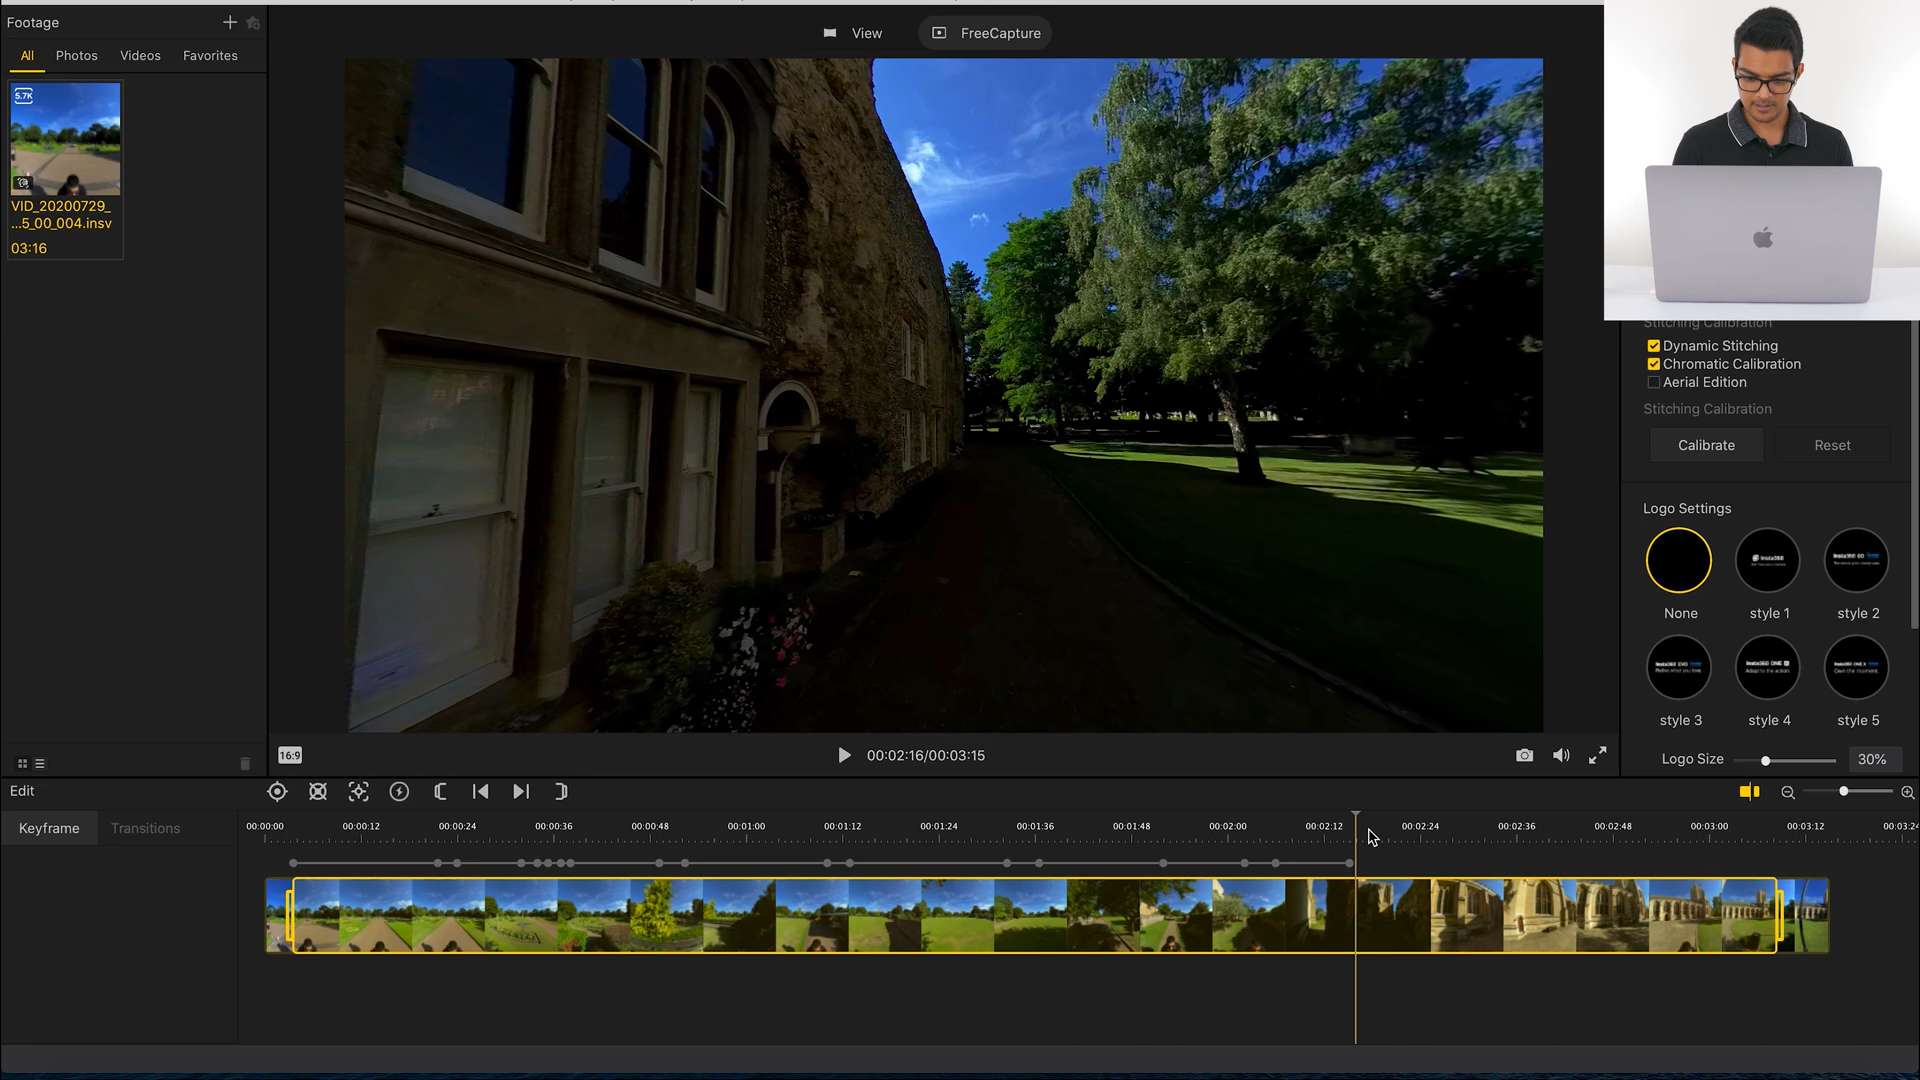 Footage
All Photos Videos Favorites
5.7K
VID_20200729_
...5_00_004.insv
03:16
View FreeCapture
16:9
00:02:16/00:03:15
Stitching Calibration
Dynamic Stitching
Chromatic Calibration
Aerial Edition
Stitching Calibration
Calibrate Reset
Logo Settings
None style 1 style 2
style 3 style 4 style 5
Logo Size 30%
Edit
Keyframe Transitions
00:00:00 00:00:12 00:00:24 00:00:36 00:00:48 00:01:00 00:01:12 00:01:24 00:01:36 00:01:48 00:02:00 00:02:12 00:02:24 00:02:36 00:02:48 00:03:00 00:03:12 00:03:24